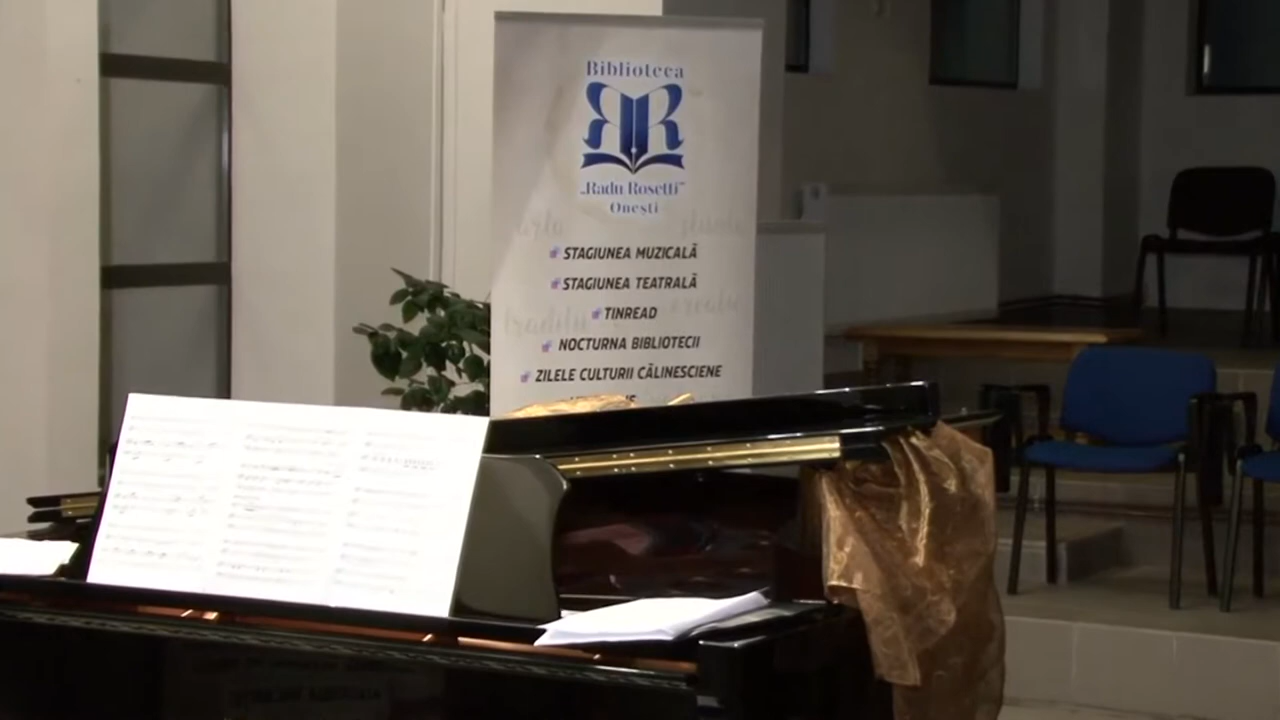 Biblioteca
„Radu Rosetti”
Onești
STAGIUNEA MUZICALĂ
STAGIUNEA TEATRALĂ
TINREAD
NOCTURNA BIBLIOTECII
ZILELE CULTURII CĂLINESCIENE